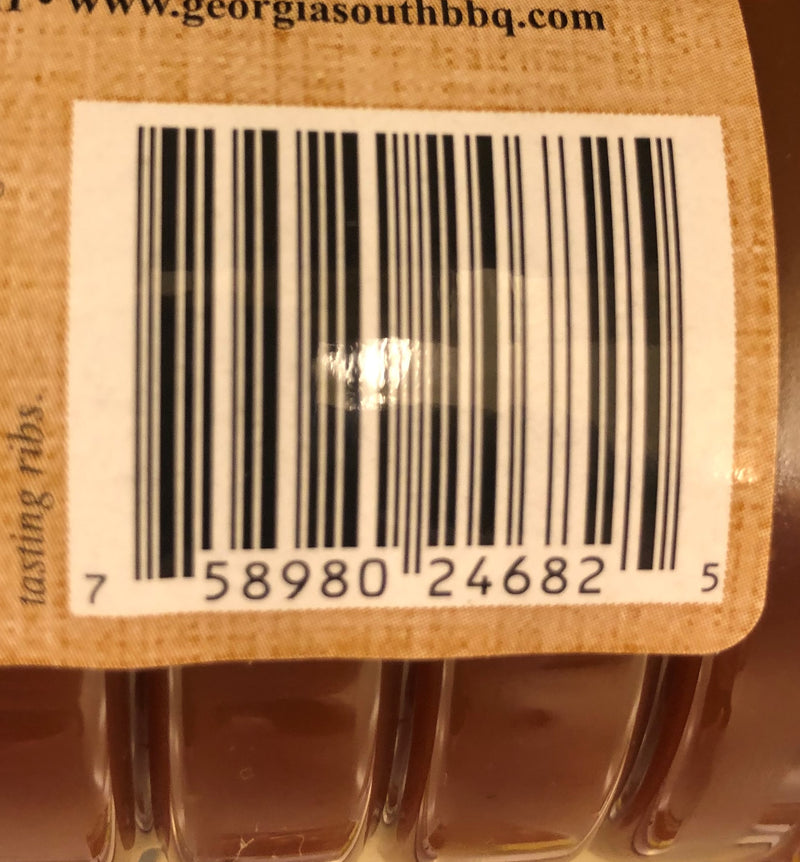 www.georgiasouthbbq.com
tasting ribs.
7 58980 24682 5